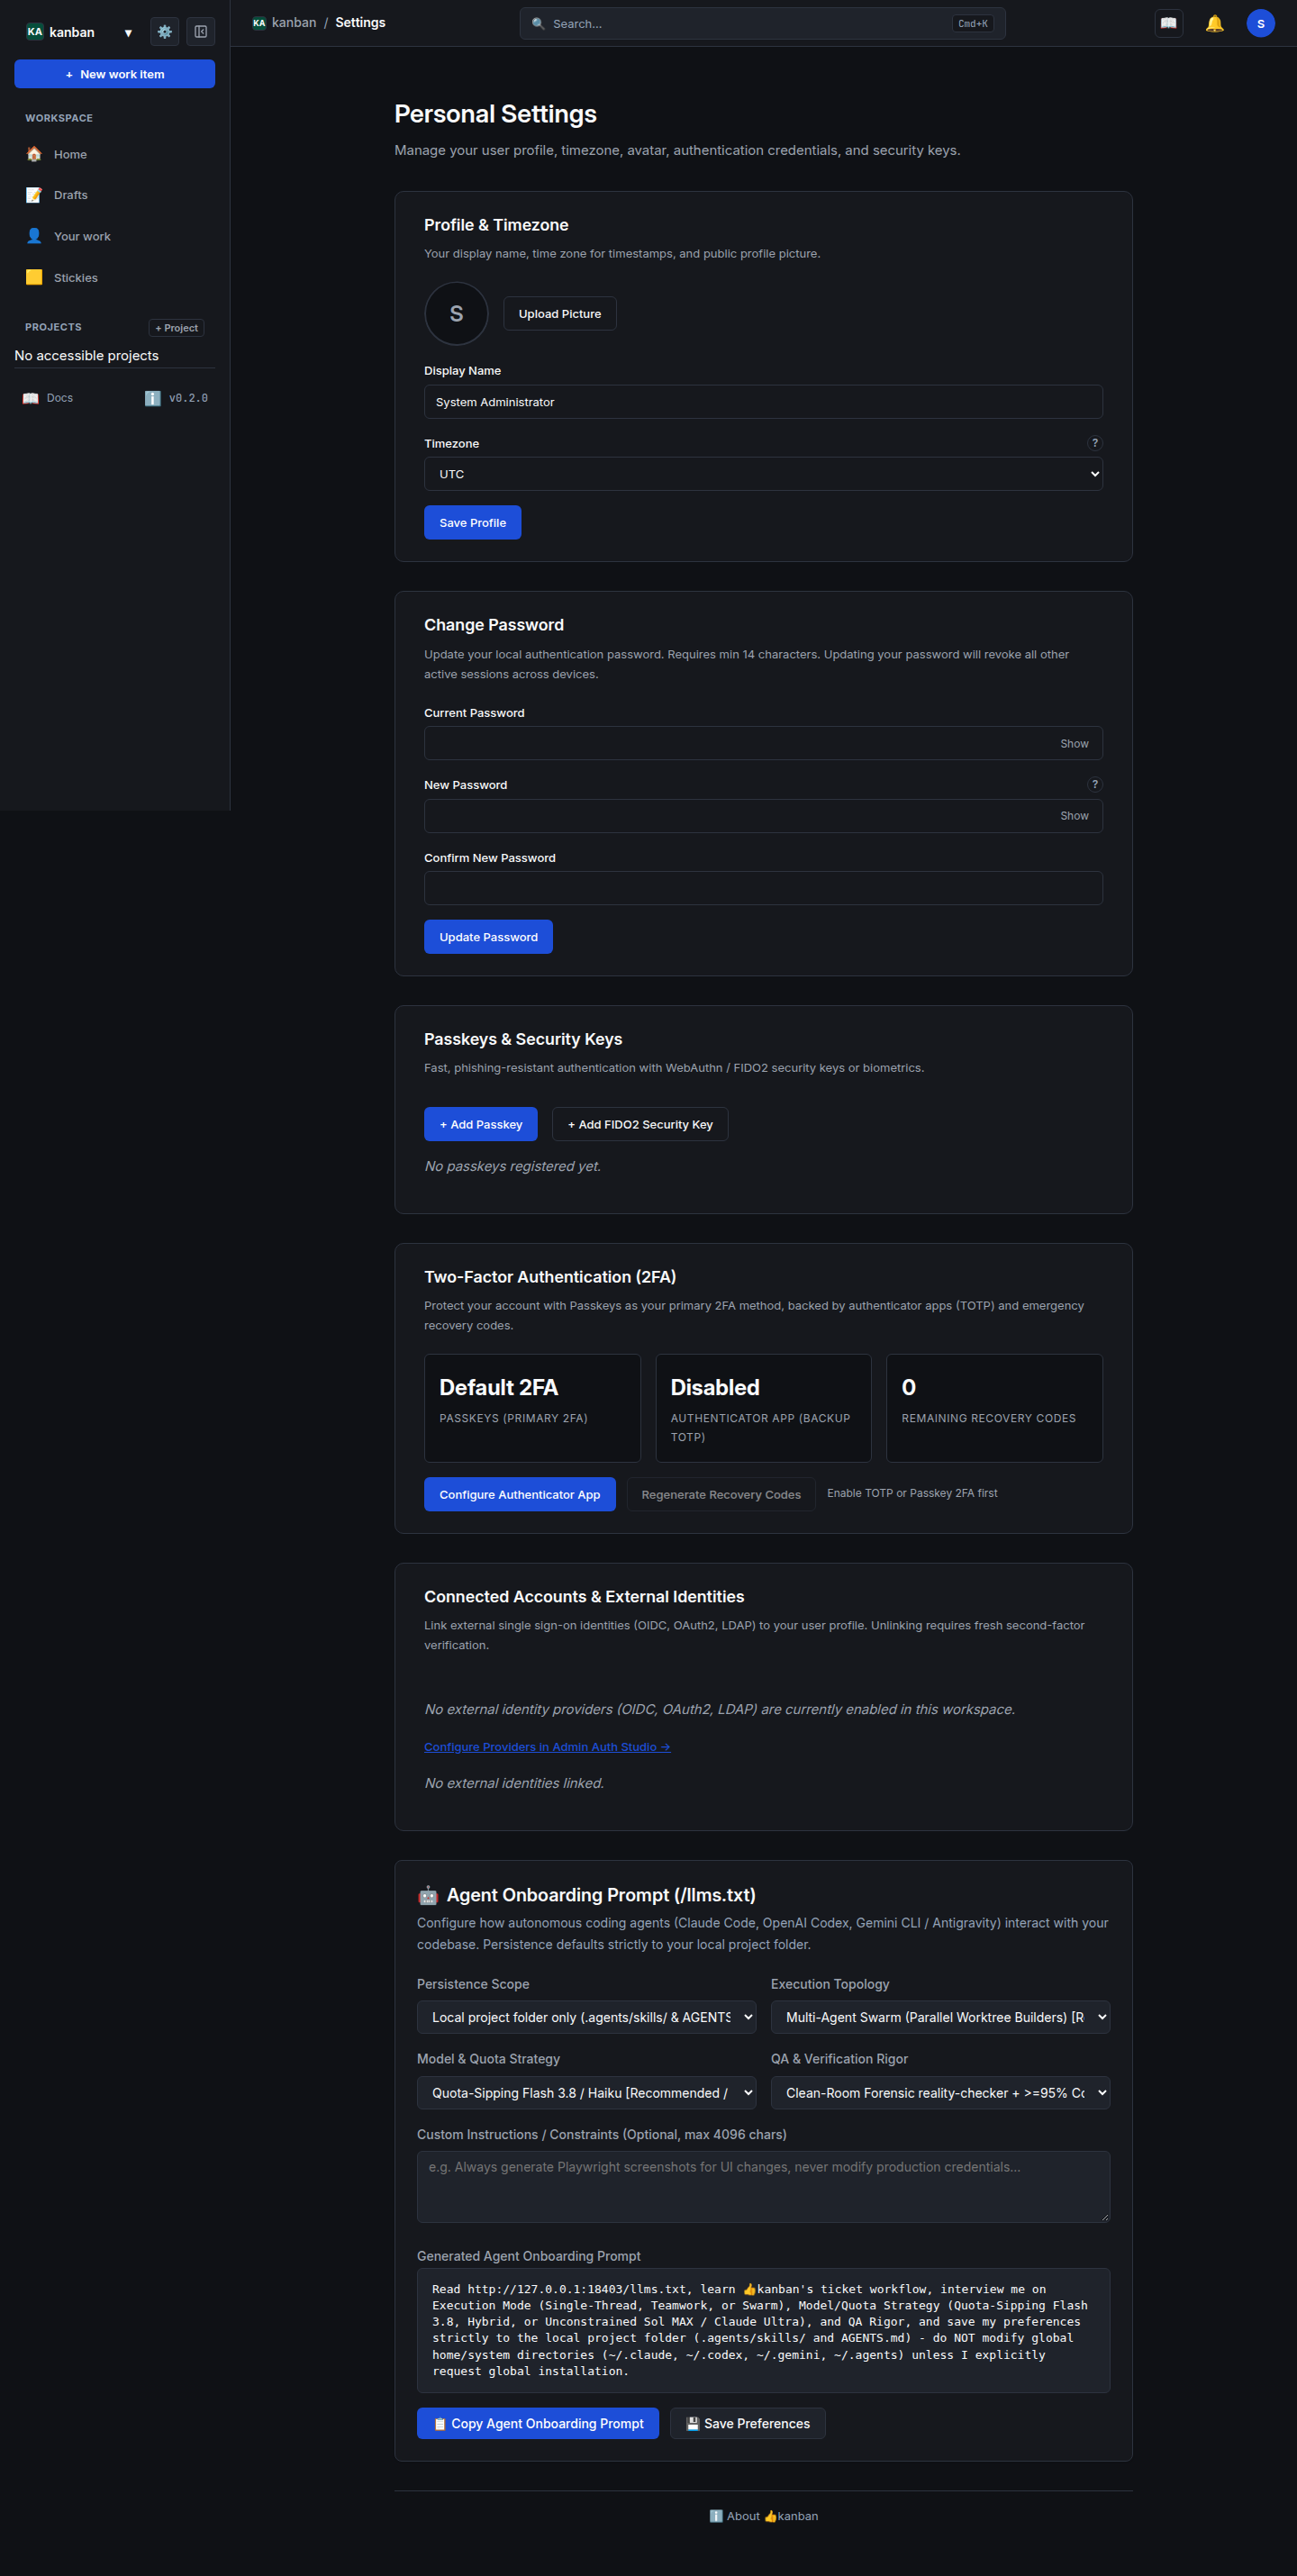 KA kanban ▾ ⚙️
+ New work item
WORKSPACE
🏠 Home
📝 Drafts
👤 Your work
🟨 Stickies
PROJECTS + Project
No accessible projects
📖 Docs ℹ️ v0.2.0
KA kanban / Settings
🔍 Search... Cmd+K
📖 🔔 S
Personal Settings
Manage your user profile, timezone, avatar, authentication credentials, and security keys.
Profile & Timezone
Your display name, time zone for timestamps, and public profile picture.
S Upload Picture
Display Name
System Administrator
Timezone ?
UTC
Save Profile
Change Password
Update your local authentication password. Requires min 14 characters. Updating your password will revoke all other
active sessions across devices.
Current Password
Show
New Password ?
Show
Confirm New Password
Update Password
Passkeys & Security Keys
Fast, phishing-resistant authentication with WebAuthn / FIDO2 security keys or biometrics.
+ Add Passkey + Add FIDO2 Security Key
No passkeys registered yet.
Two-Factor Authentication (2FA)
Protect your account with Passkeys as your primary 2FA method, backed by authenticator apps (TOTP) and emergency
recovery codes.
Default 2FA
PASSKEYS (PRIMARY 2FA)
Disabled
AUTHENTICATOR APP (BACKUP
TOTP)
0
REMAINING RECOVERY CODES
Configure Authenticator App Regenerate Recovery Codes Enable TOTP or Passkey 2FA first
Connected Accounts & External Identities
Link external single sign-on identities (OIDC, OAuth2, LDAP) to your user profile. Unlinking requires fresh second-factor
verification.
No external identity providers (OIDC, OAuth2, LDAP) are currently enabled in this workspace.
Configure Providers in Admin Auth Studio →
No external identities linked.
🤖 Agent Onboarding Prompt (/llms.txt)
Configure how autonomous coding agents (Claude Code, OpenAI Codex, Gemini CLI / Antigravity) interact with your
codebase. Persistence defaults strictly to your local project folder.
Persistence Scope Execution Topology
Local project folder only (.agents/skills/ & AGENTS Multi-Agent Swarm (Parallel Worktree Builders) [R
Model & Quota Strategy QA & Verification Rigor
Quota-Sipping Flash 3.8 / Haiku [Recommended / Clean-Room Forensic reality-checker + >=95% Co
Custom Instructions / Constraints (Optional, max 4096 chars)
e.g. Always generate Playwright screenshots for UI changes, never modify production credentials...
Generated Agent Onboarding Prompt
Read http://127.0.0.1:18403/llms.txt, learn 👍kanban's ticket workflow, interview me on
Execution Mode (Single-Thread, Teamwork, or Swarm), Model/Quota Strategy (Quota-Sipping Flash
3.8, Hybrid, or Unconstrained Sol MAX / Claude Ultra), and QA Rigor, and save my preferences
strictly to the local project folder (.agents/skills/ and AGENTS.md) - do NOT modify global
home/system directories (~/.claude, ~/.codex, ~/.gemini, ~/.agents) unless I explicitly
request global installation.
📋 Copy Agent Onboarding Prompt 💾 Save Preferences
ℹ️ About 👍kanban